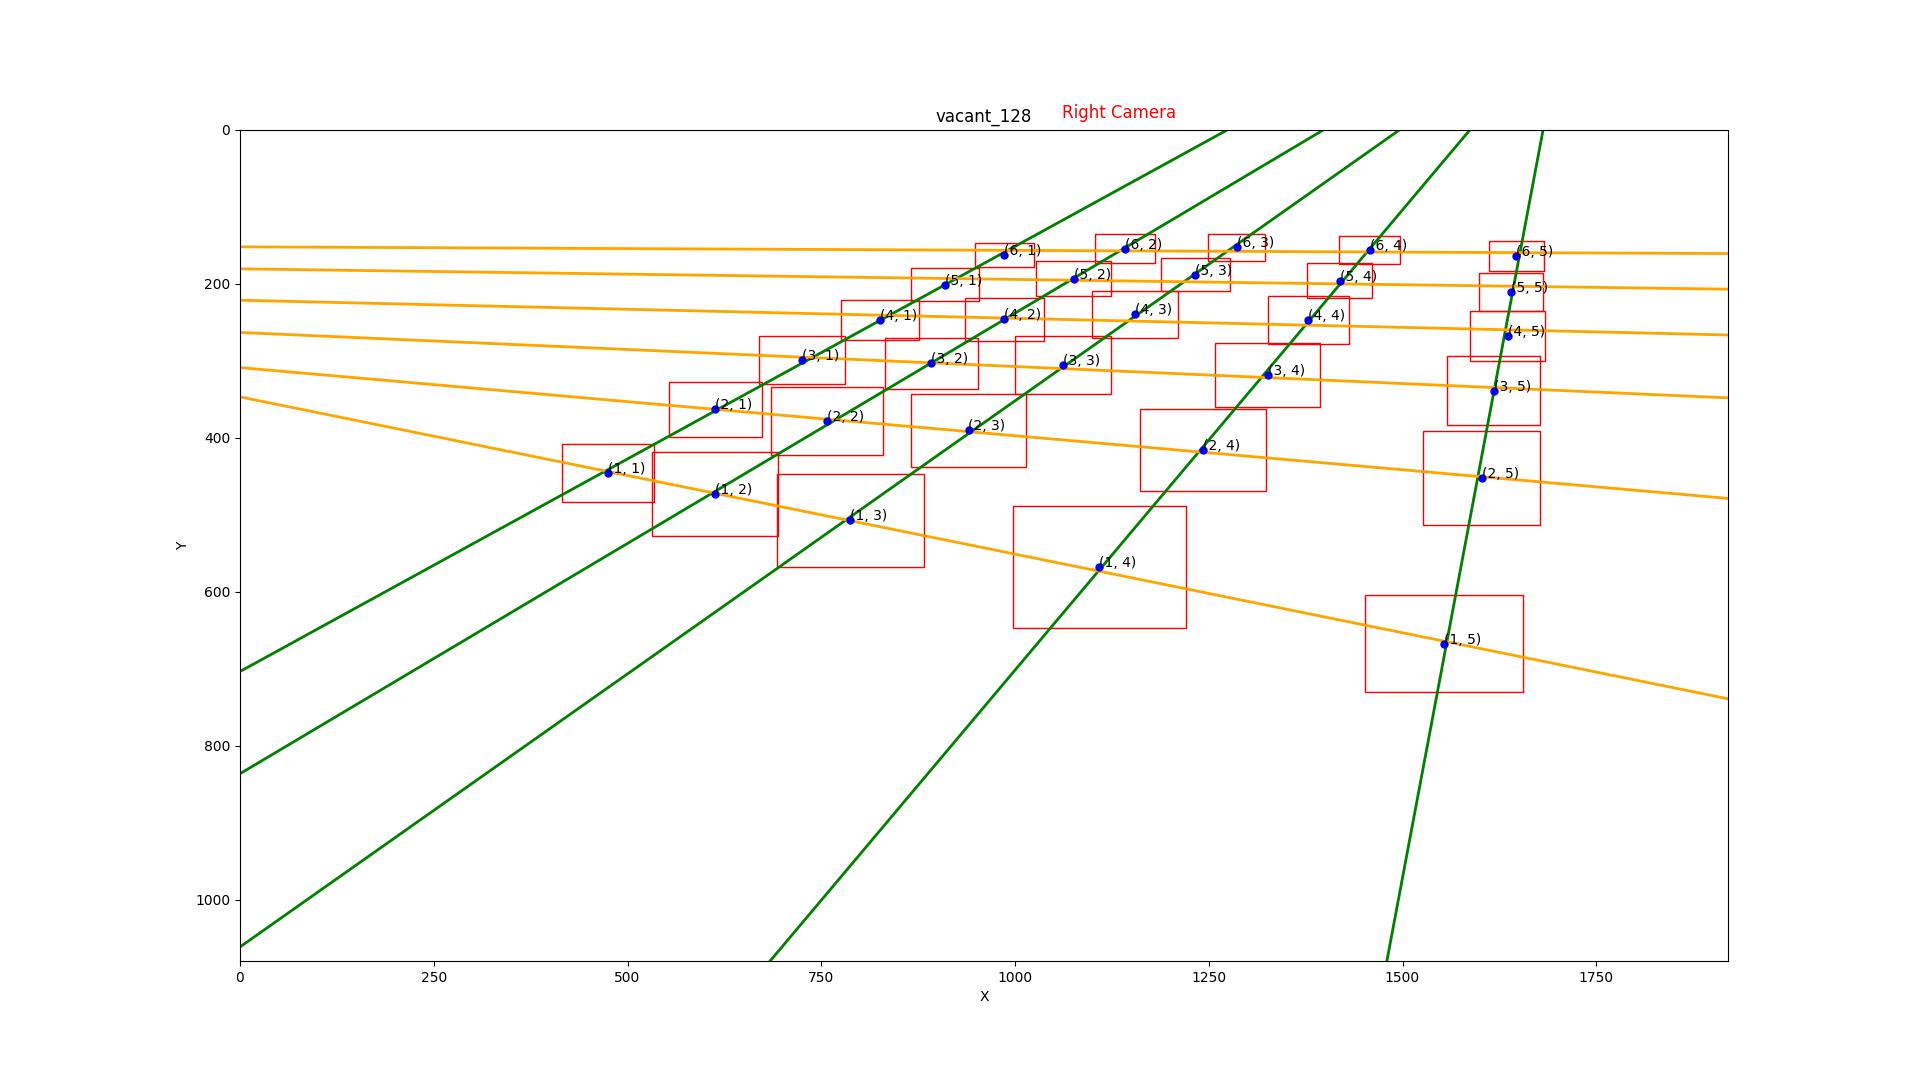 vacant_128 Right Camera
0
(6, 1) (6, 2) (6, 3) (6, 4) (6, 5)
200
(5, 1) (5, 2) (5, 3) (5, 4) (5, 5)
(4, 1) (4, 2) (4, 3) (4, 4) (4, 5)
(3, 1) (3, 2) (3, 3) (3, 4) (3, 5)
(2, 1) (2, 2) (2, 3) (2, 4) (2, 5)
400
(1, 1) (1, 2) (1, 3) (1, 4) (1, 5)
Y
600
800
1000
0 250 500 750 1000 1250 1500 1750
X